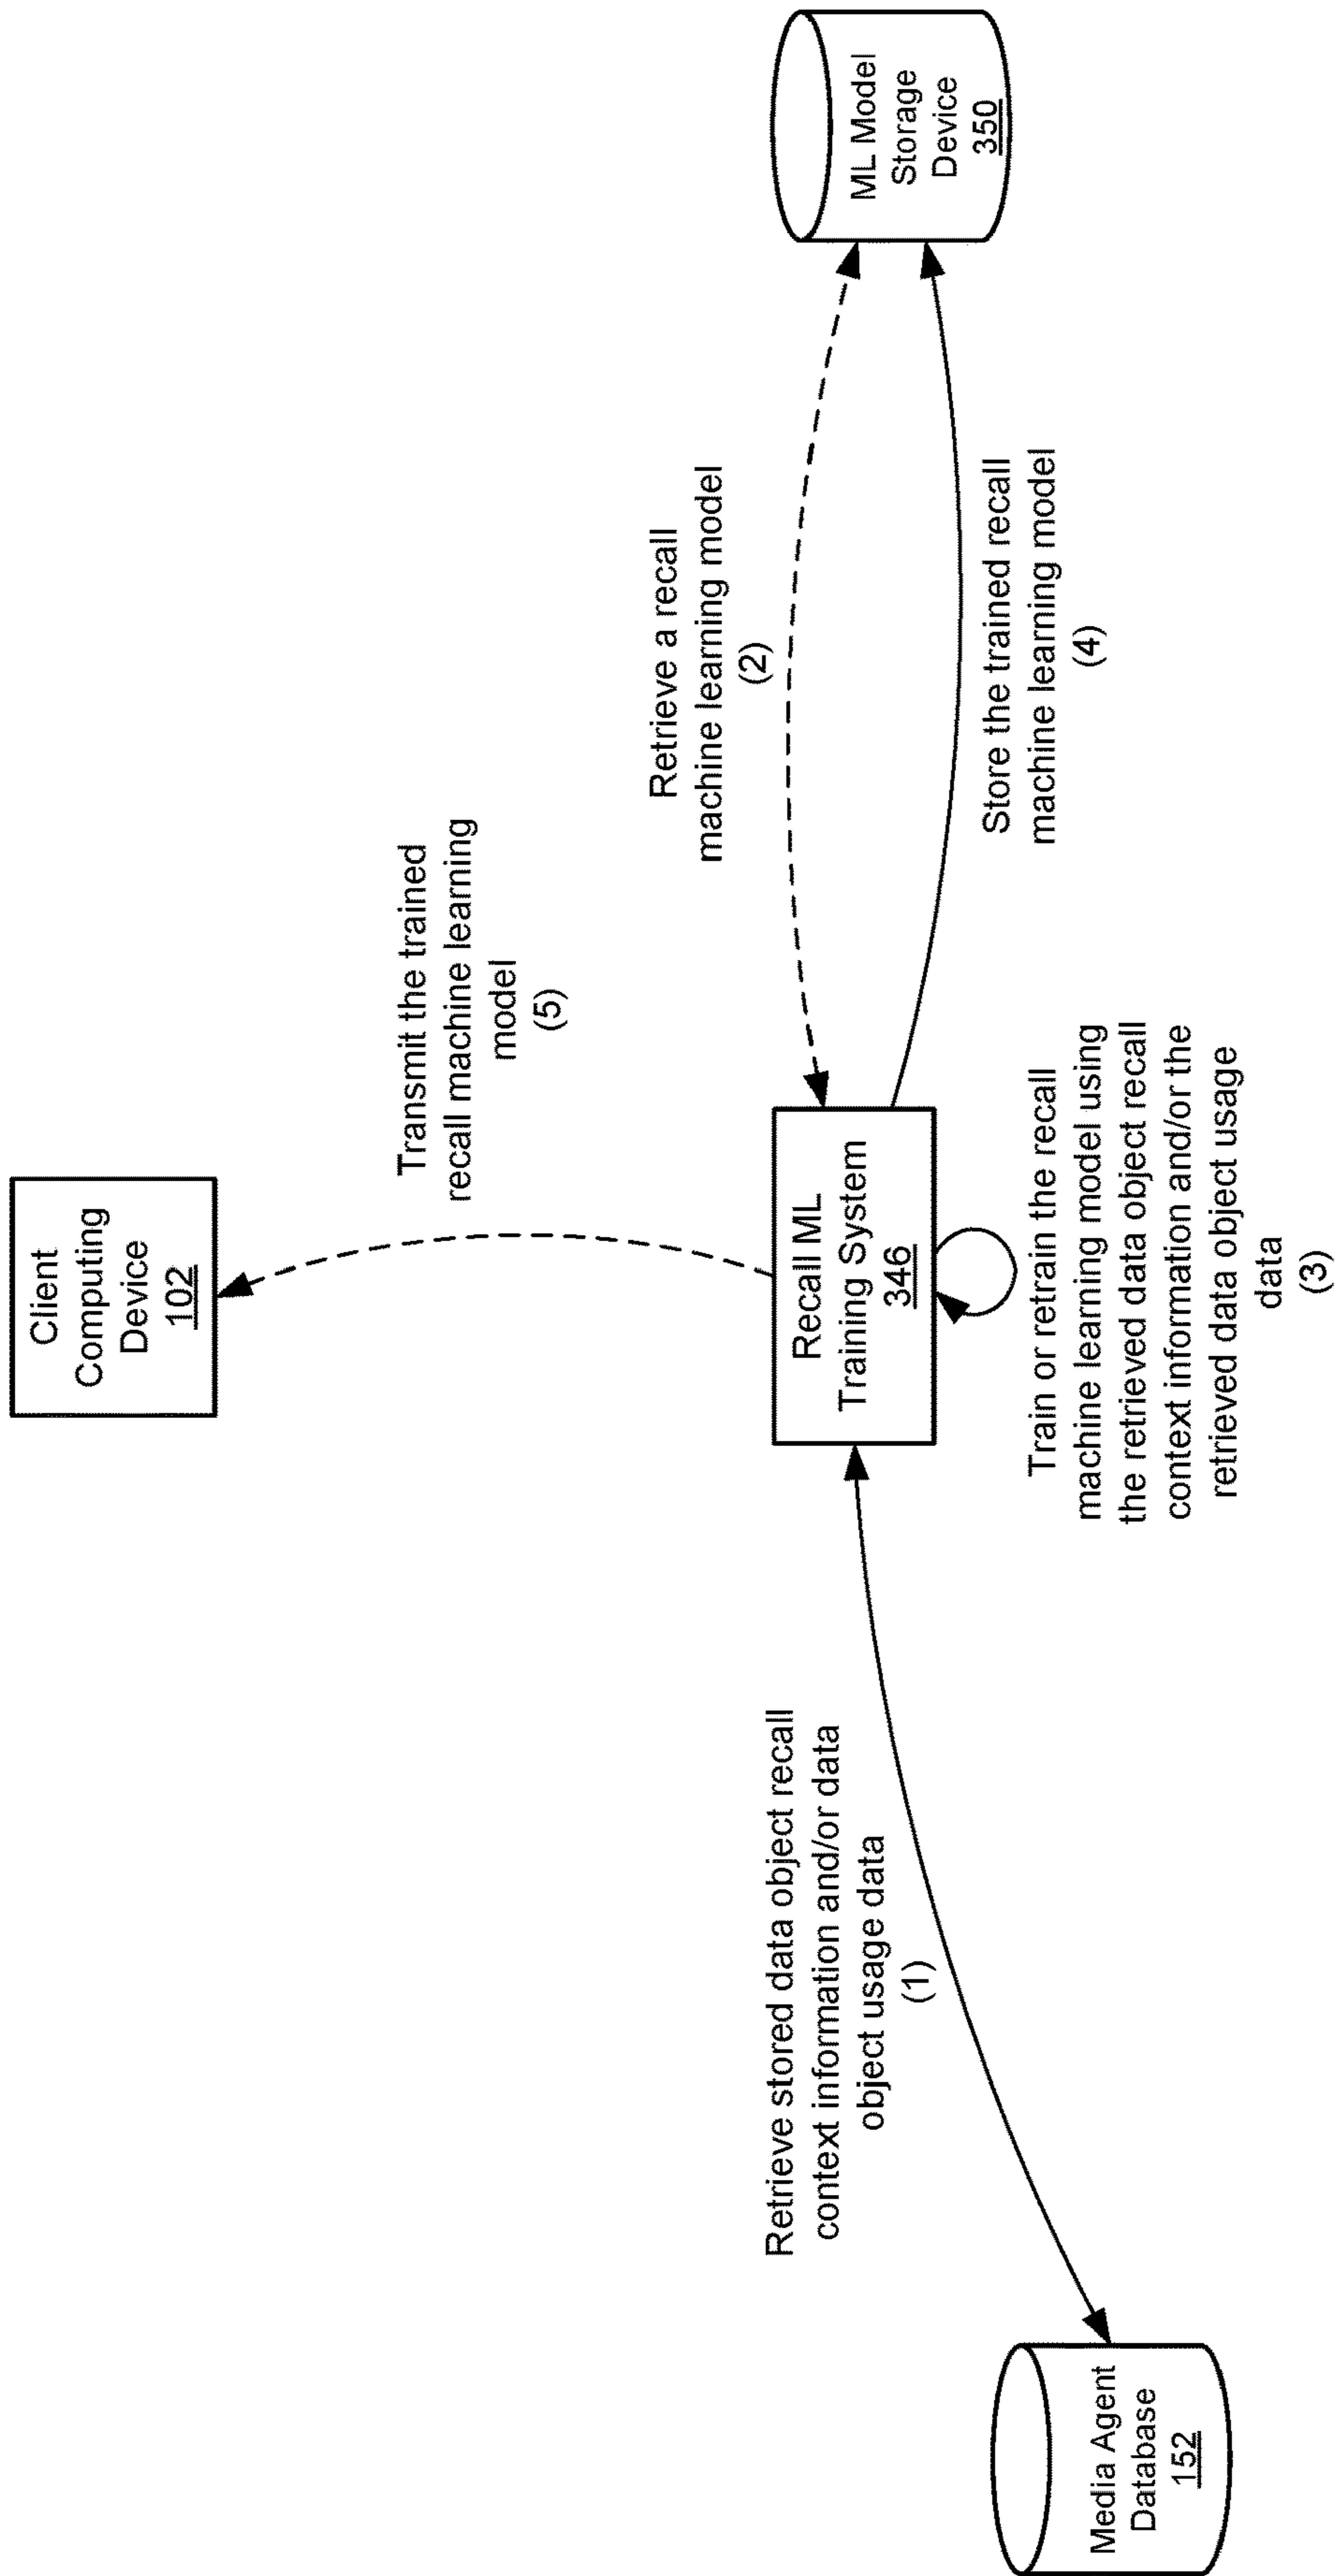 Client
Computing
Device
102
Transmit the trained
recall machine learning
model
(5)
Retrieve a recall
machine learning model
(2)
ML Model
Storage
Device
350
Recall ML
Training System
346
Store the trained recall
machine learning model
(4)
Retrieve stored data object recall
context information and/or data
object usage data
(1)
Train or retrain the recall
machine learning model using
the retrieved data object recall
context information and/or the
retrieved data object usage
data
(3)
Media Agent
Database
152